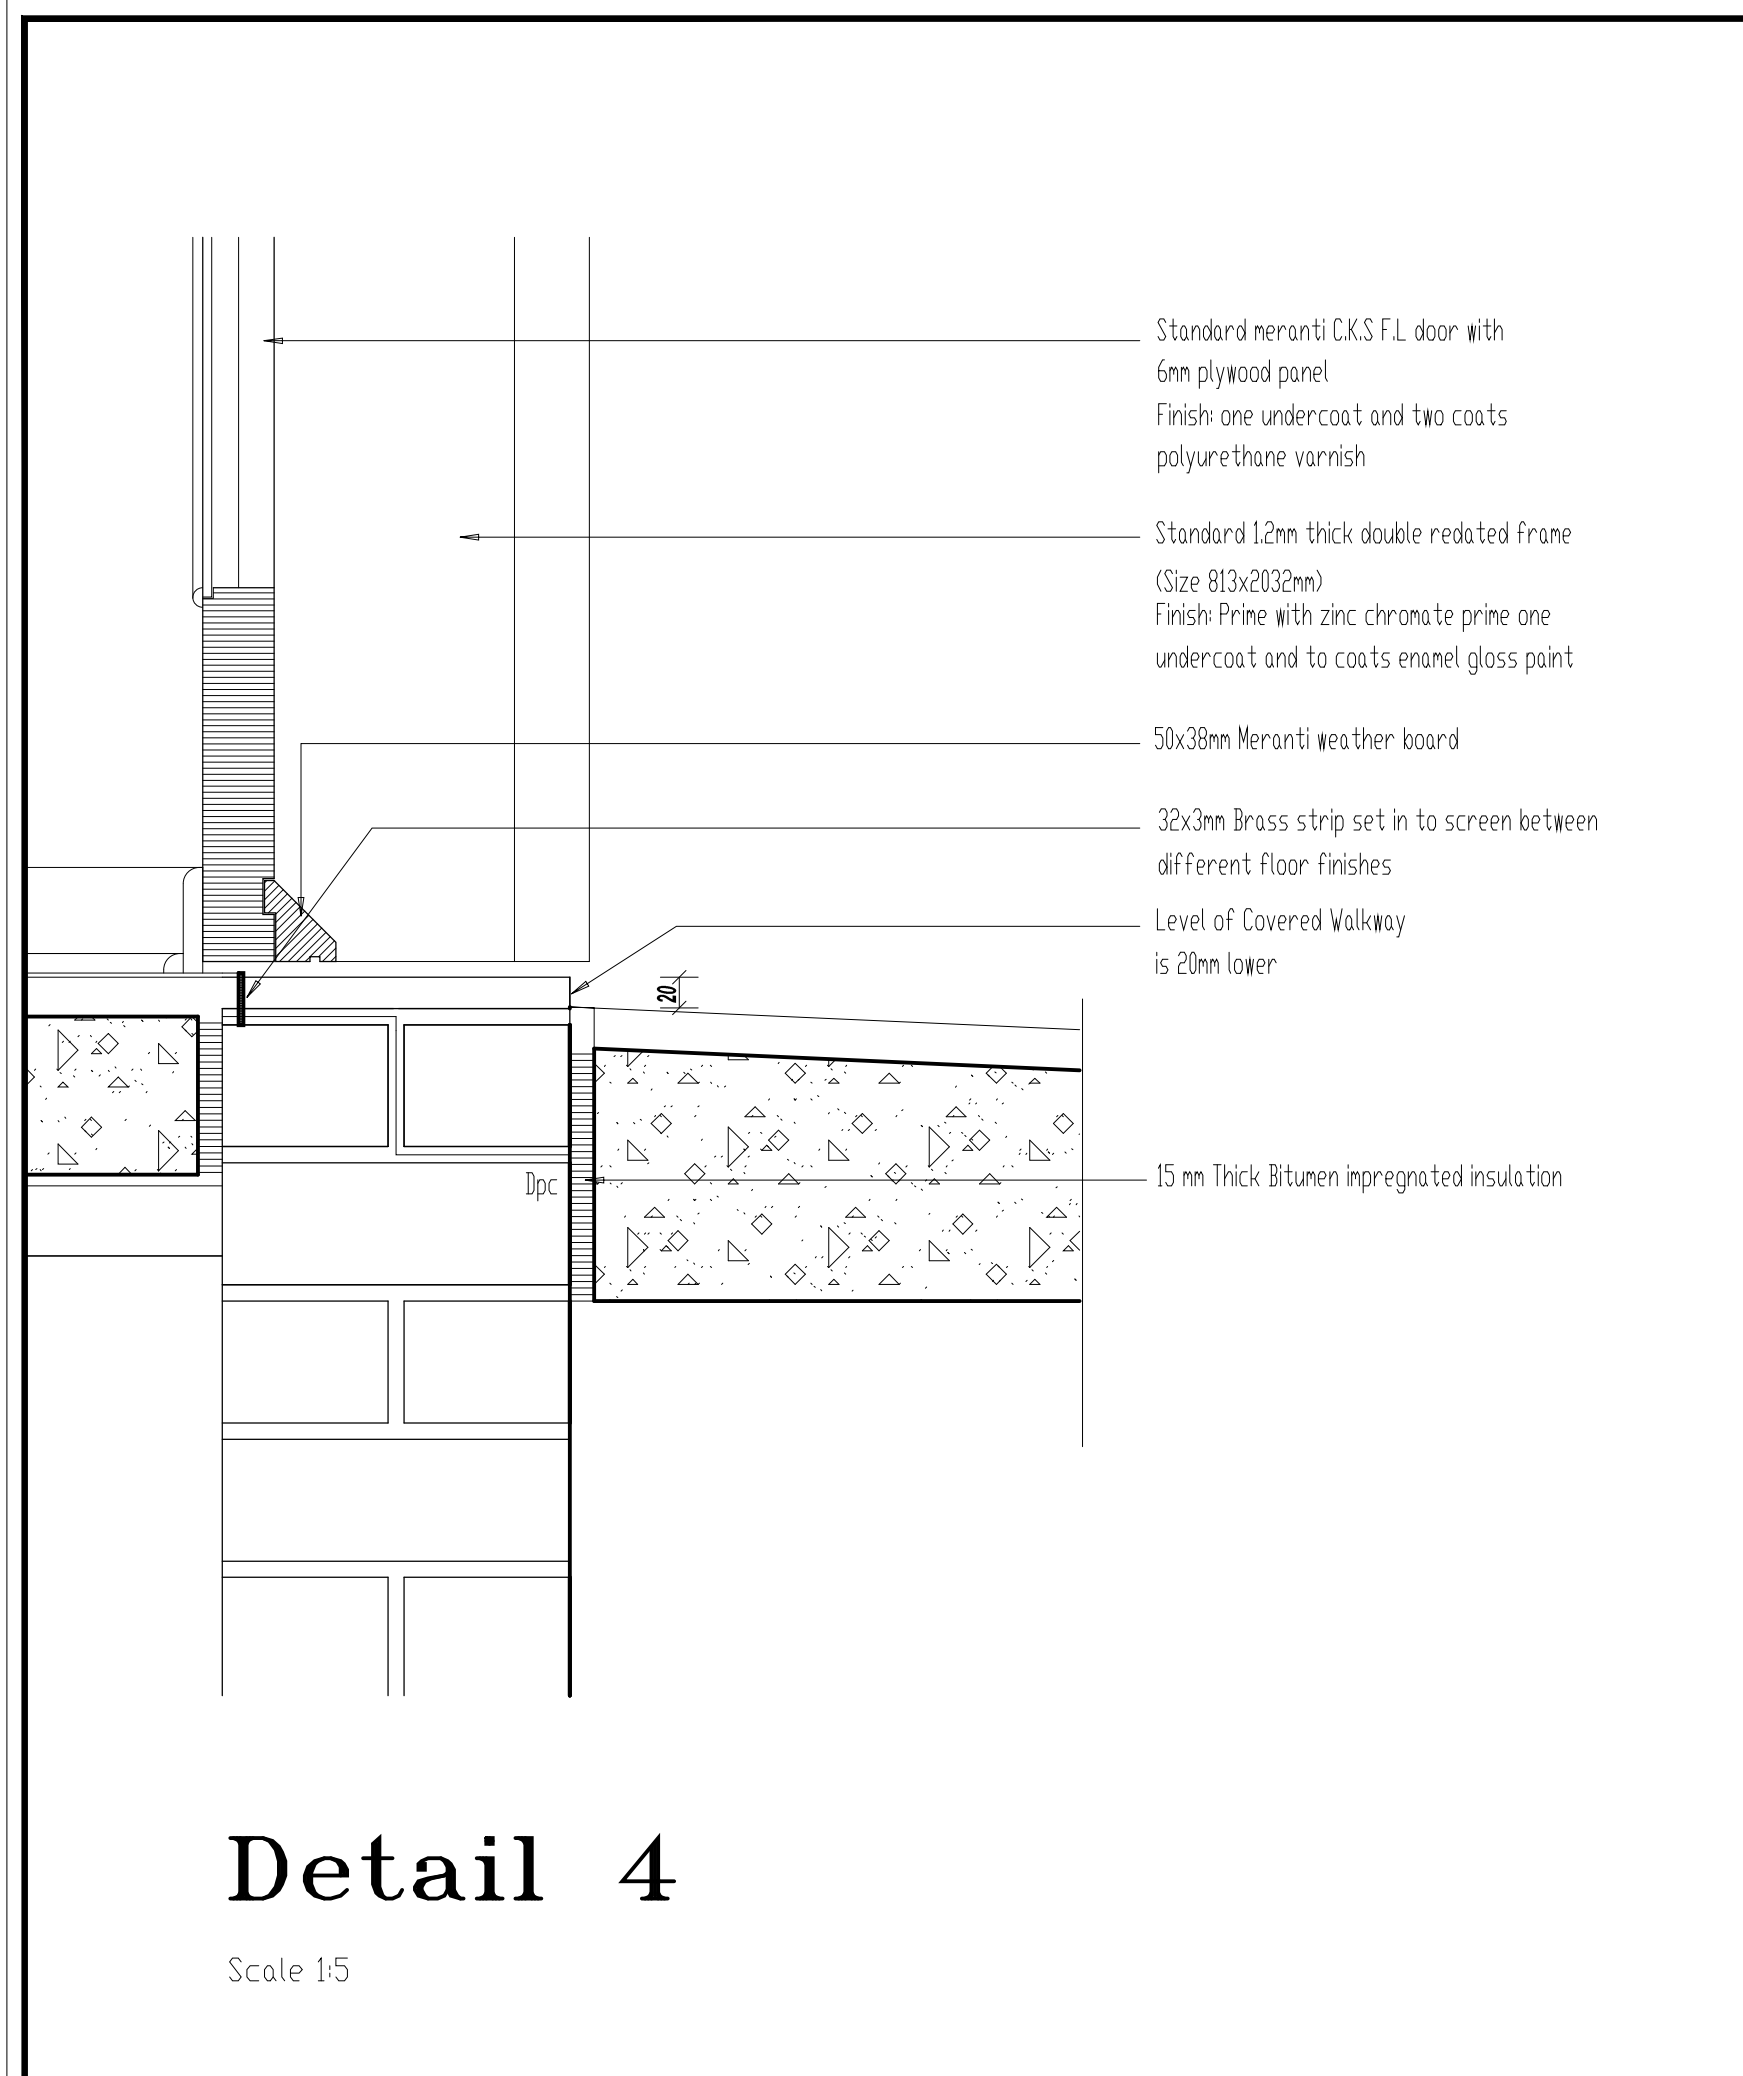 Standard meranti C.K.S F.L door with
6mm plywood panel
Finish: one undercoat and two coats
polyurethane varnish
Standard 1.2mm thick double redated frame
(Size 813x2032mm)
Finish: Prime with zinc chromate prime one
undercoat and to coats enamel gloss paint
50x38mm Meranti weather board
32x3mm Brass strip set in to screen between
different floor finishes
Level of Covered Walkway
is 20mm lower
20
Dpc
15 mm Thick Bitumen impregnated insulation
Detail 4
Scale 1:5